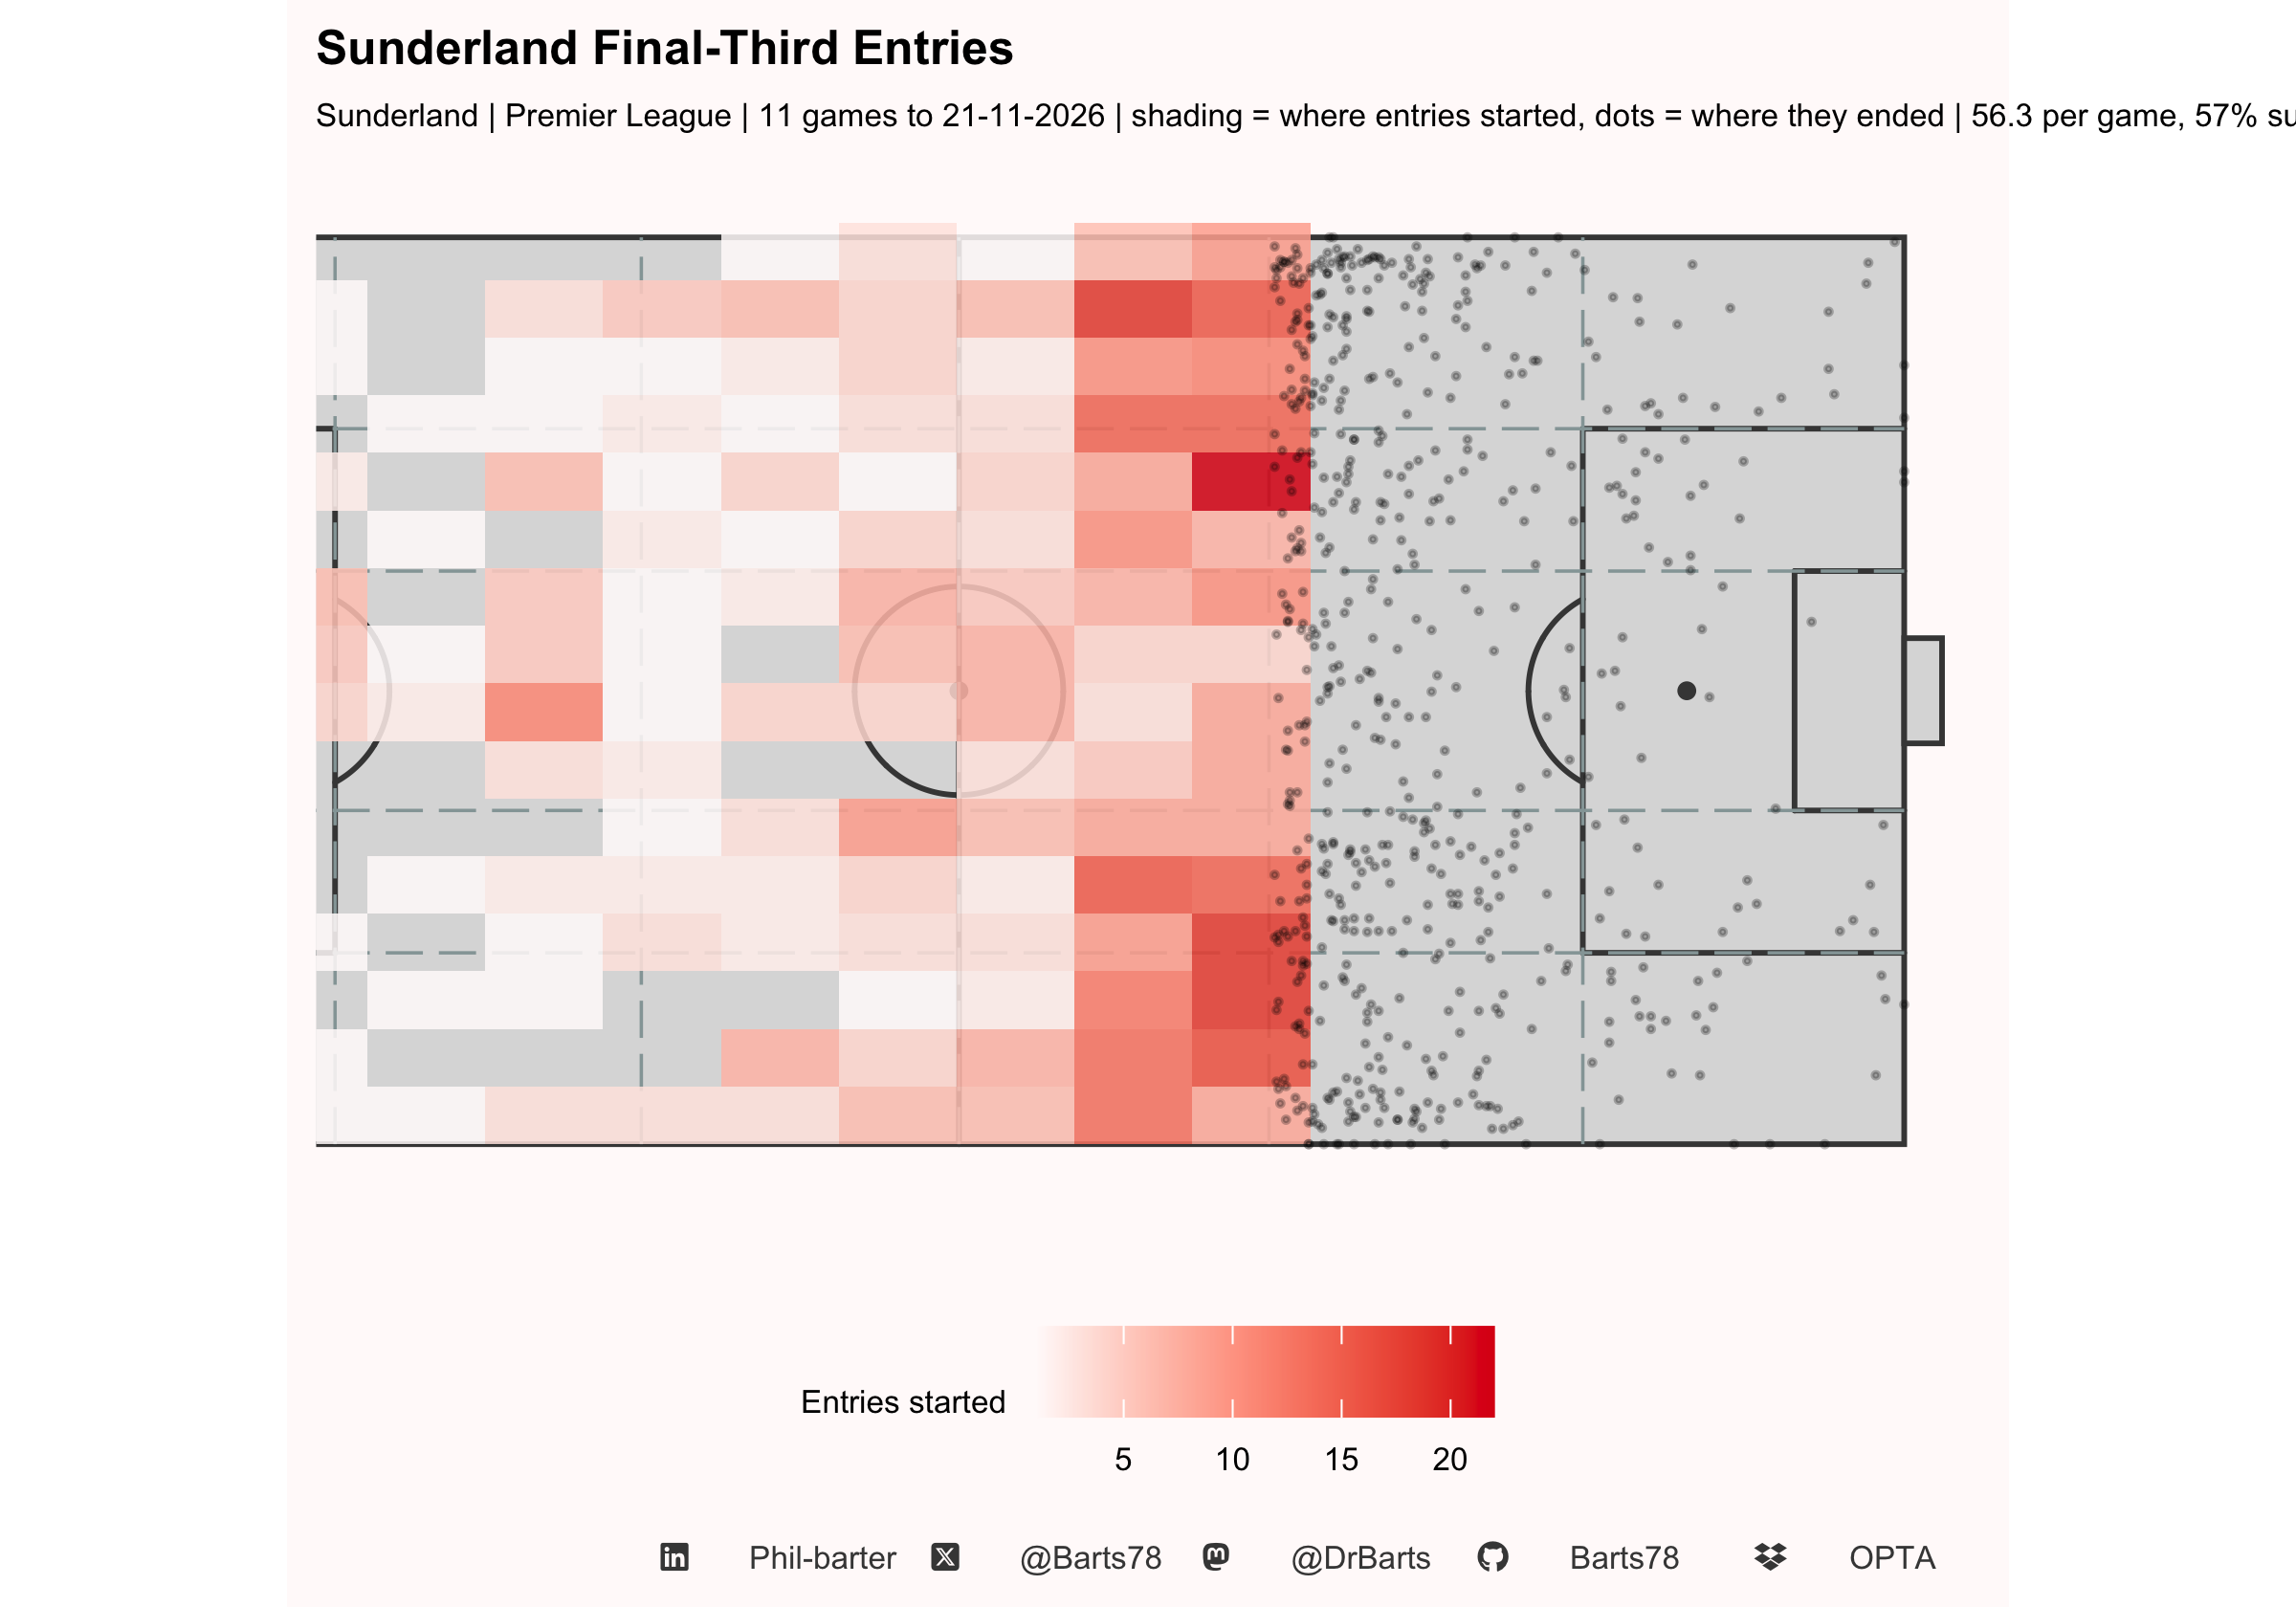 Sunderland Final-Third Entries
Sunderland | Premier League | 11 games to 21-11-2026 | shading = where entries started, dots = where they ended | 56.3 per game, 57% su
Entries started
5 10 15 20
Phil-barter @Barts78 @DrBarts Barts78 OPTA